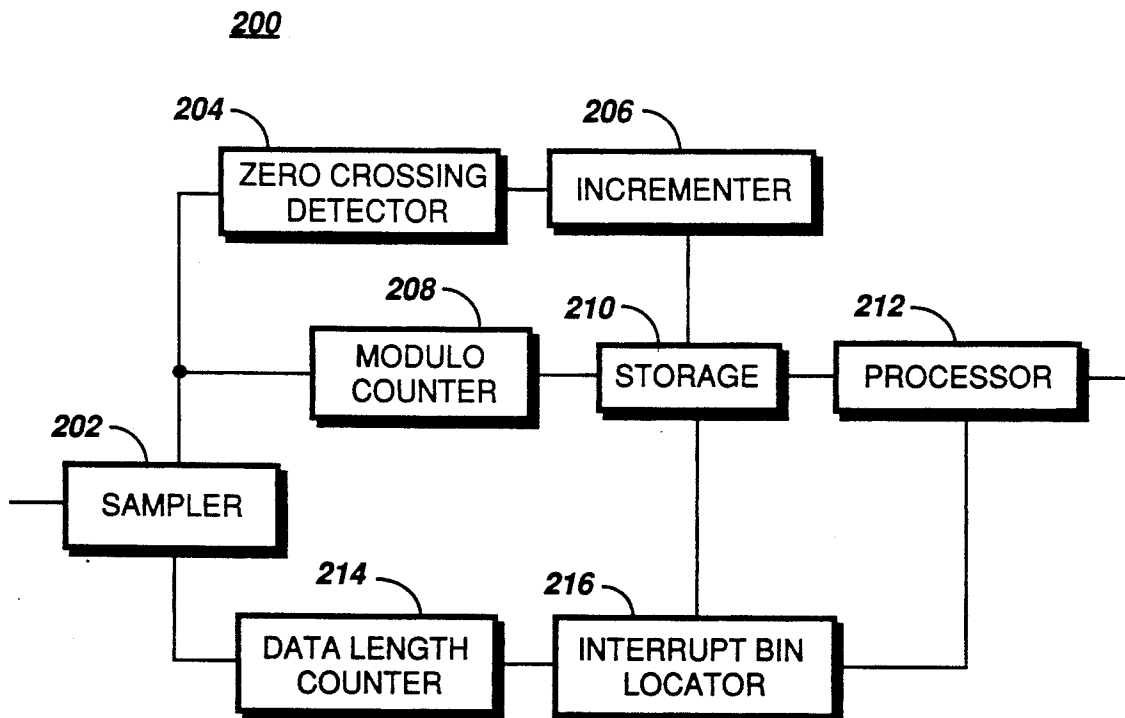 200
204
ZERO CROSSING
DETECTOR
206
INCREMENTER
208
MODULO
COUNTER
210
STORAGE
212
PROCESSOR
202
SAMPLER
214
DATA LENGTH
COUNTER
216
INTERRUPT BIN
LOCATOR